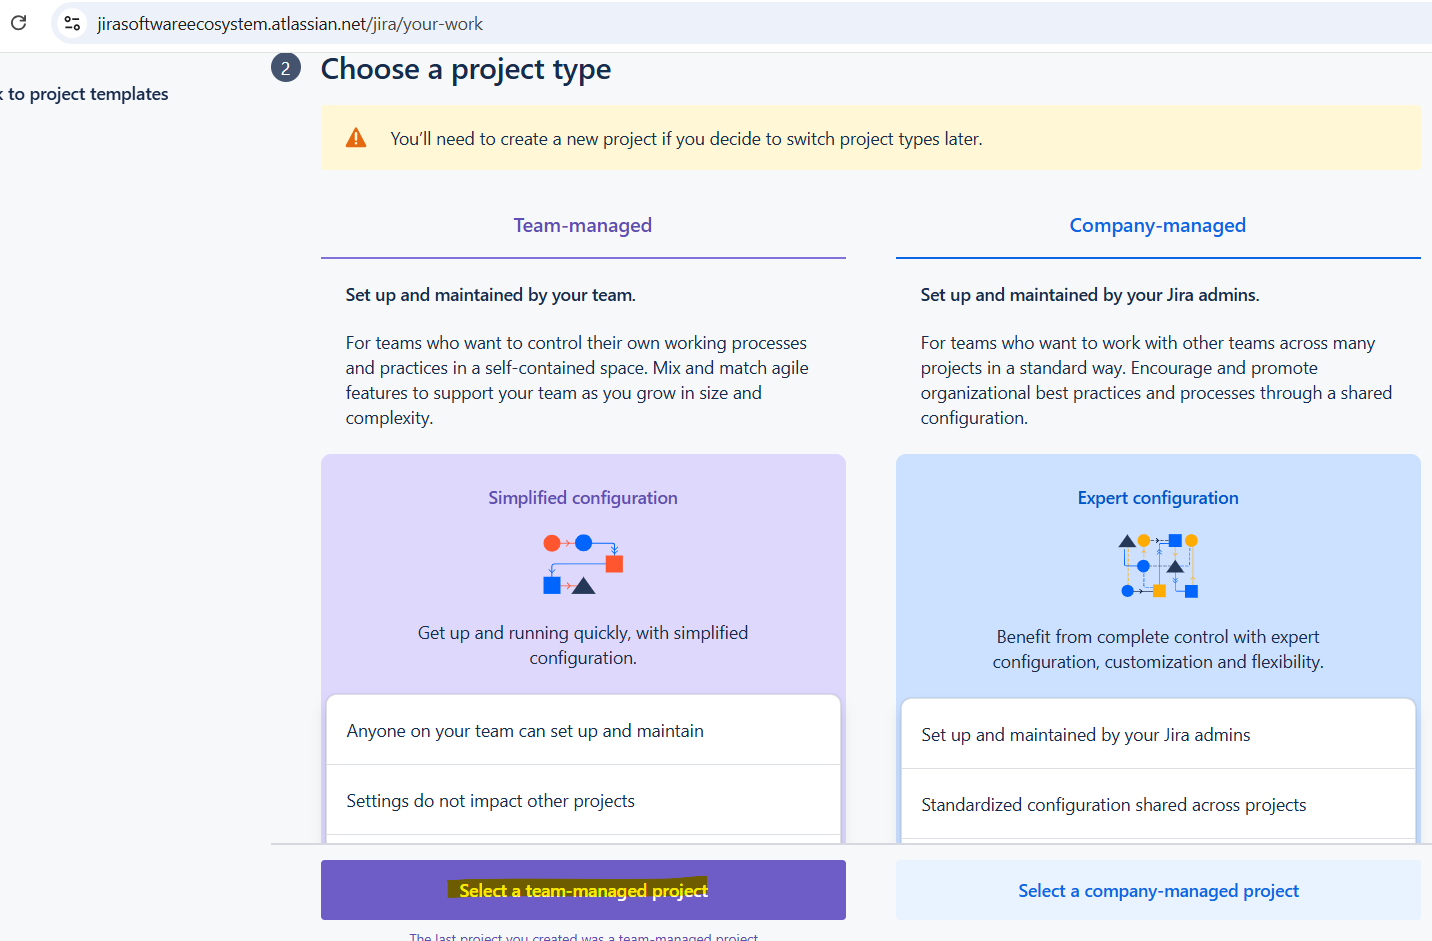 jirasoftwareecosystem.atlassian.net/jira/your-work
to project templates
2
Choose a project type
You'll need to create a new project if you decide to switch project types later.
Team-managed
Set up and maintained by your team.
For teams who want to control their own working processes
and practices in a self-contained space. Mix and match agile
features to support your team as you grow in size and
complexity.
Simplified configuration
Get up and running quickly, with simplified
configuration.
Anyone on your team can set up and maintain
Settings do not impact other projects
Select a team-managed project
The last project you created was a team-managed project
Company-managed
Set up and maintained by your Jira admins.
For teams who want to work with other teams across many
projects in a standard way. Encourage and promote
organizational best practices and processes through a shared
configuration.
Expert configuration
Benefit from complete control with expert
configuration, customization and flexibility.
Set up and maintained by your Jira admins
Standardized configuration shared across projects
Select a company-managed project